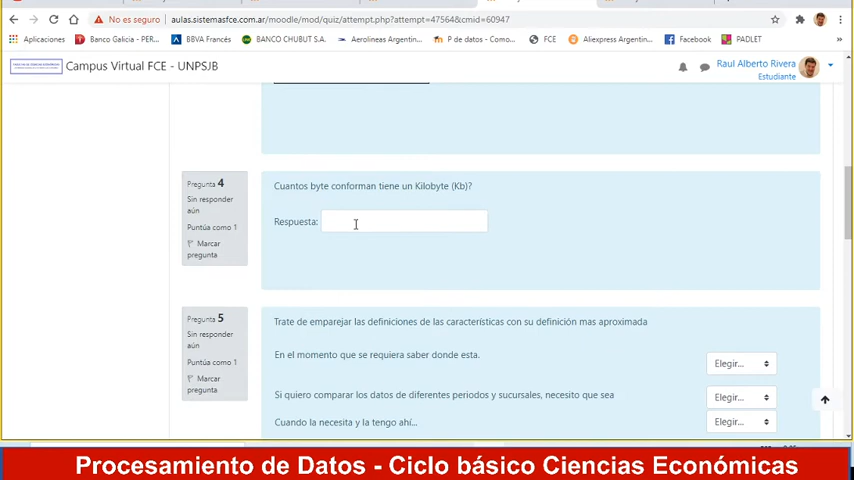 No es seguro | aulas.sistemasfce.com.ar/moodle/mod/quiz/attempt.php?attempt=47564&cmid=60947
Aplicaciones Banco Galicia - PER... BBVA Francés BANCO CHUBUT S.A. Aerolineas Argentin... P de datos - Como... FCE Aliexpress Argentin... Facebook PADLET »
Campus Virtual FCE - UNPSJB
Raul Alberto Rivera
Estudiante
Pregunta 4
Sin responder
aún
Puntúa como 1
Marcar
pregunta
Cuantos byte conforman tiene un Kilobyte (Kb)?
Respuesta:
Pregunta 5
Sin responder
aún
Puntúa como 1
Marcar
pregunta
Trate de emparejar las definiciones de las características con su definición mas aproximada
En el momento que se requiera saber donde esta.
Elegir...
Si quiero comparar los datos de diferentes periodos y sucursales, necesito que sea
Elegir...
Cuando la necesita y la tengo ahí...
Elegir...
Procesamiento de Datos - Ciclo básico Ciencias Económicas